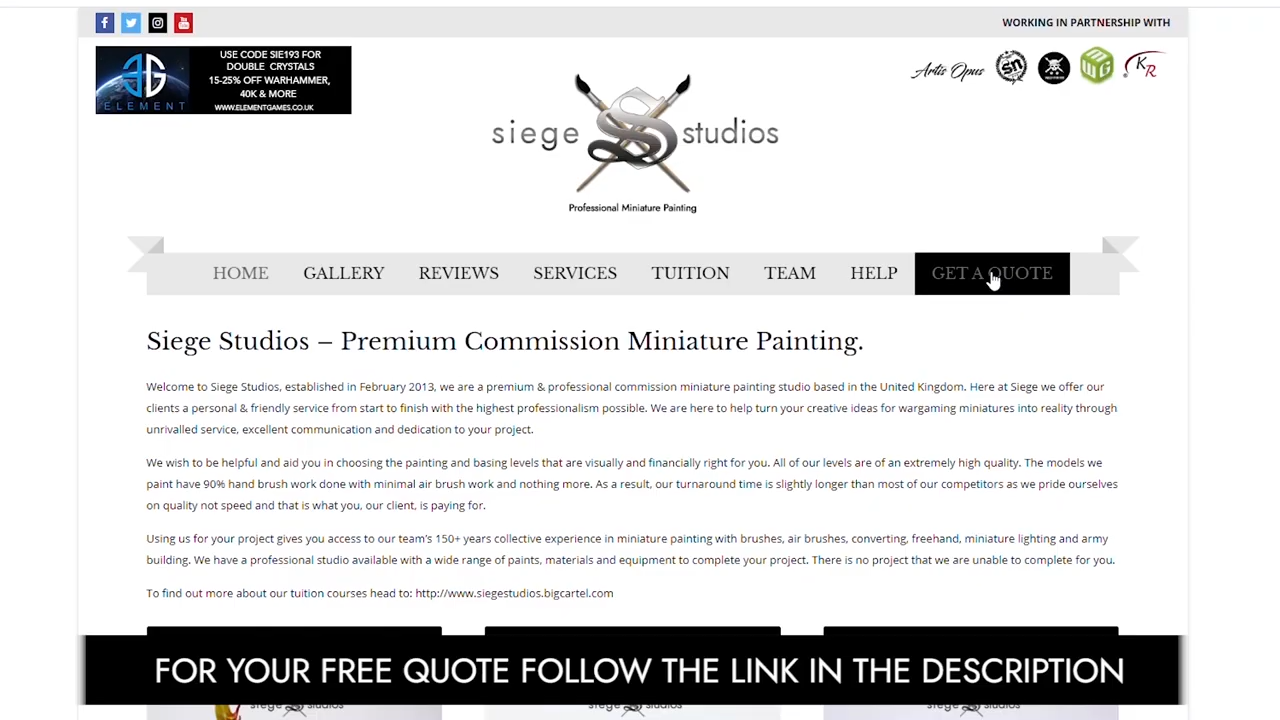 WORKING IN PARTNERSHIP WITH
USE CODE SIE193 FOR
DOUBLE CRYSTALS
15-25% OFF WARHAMMER,
40K & MORE
WWW.ELEMENTGAMES.CO.UK
ELEMENT
Artis Opus
KR
siege studios
Professional Miniature Painting
HOME GALLERY REVIEWS SERVICES TUITION TEAM HELP GET A QUOTE
Siege Studios – Premium Commission Miniature Painting.
Welcome to Siege Studios, established in February 2013, we are a premium & professional commission miniature painting studio based in the United Kingdom. Here at Siege we offer our
clients a personal & friendly service from start to finish with the highest professionalism possible. We are here to help turn your creative ideas for wargaming miniatures into reality through
unrivalled service, excellent communication and dedication to your project.
We wish to be helpful and aid you in choosing the painting and basing levels that are visually and financially right for you. All of our levels are of an extremely high quality. The models we
paint have 90% hand brush work done with minimal air brush work and nothing more. As a result, our turnaround time is slightly longer than most of our competitors as we pride ourselves
on quality not speed and that is what you, our client, is paying for.
Using us for your project gives you access to our team's 150+ years collective experience in miniature painting with brushes, air brushes, converting, freehand, miniature lighting and army
building. We have a professional studio available with a wide range of paints, materials and equipment to complete your project. There is no project that we are unable to complete for you.
To find out more about our tuition courses head to: http://www.siegestudios.bigcartel.com
FOR YOUR FREE QUOTE FOLLOW THE LINK IN THE DESCRIPTION